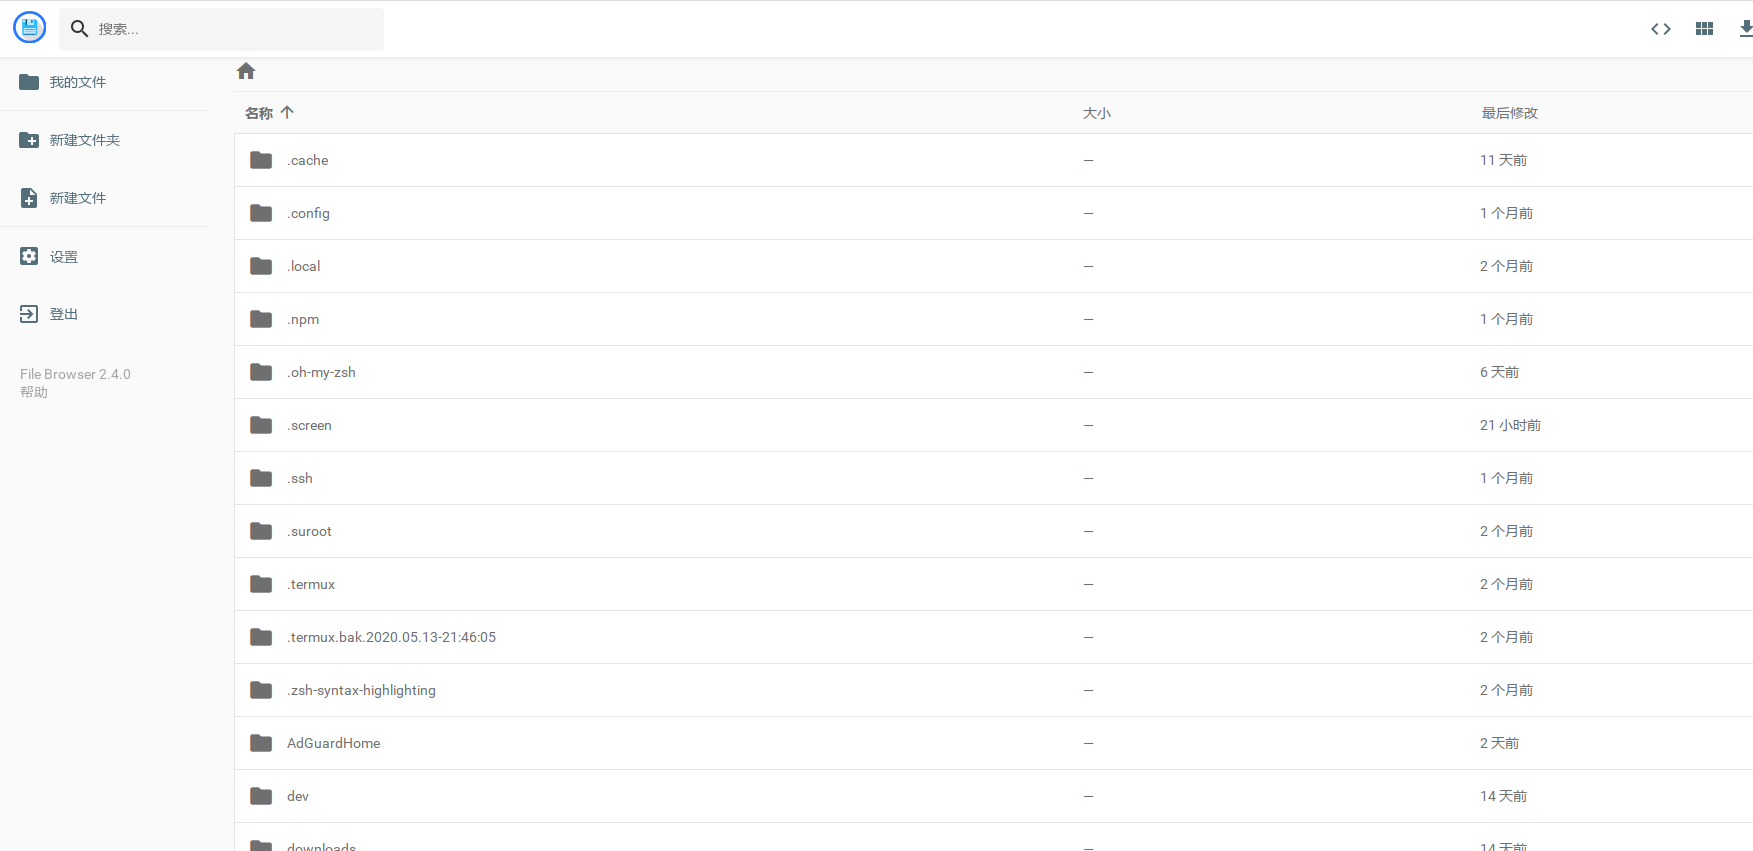 搜索...
我的文件
新建文件夹
新建文件
设置
登出
File Browser 2.4.0
帮助
名称 大小 最后修改
.cache — 11 天前
.config — 1 个月前
.local — 2 个月前
.npm — 1 个月前
.oh-my-zsh — 6 天前
.screen — 21 小时前
.ssh — 1 个月前
.suroot — 2 个月前
.termux — 2 个月前
.termux.bak.2020.05.13-21:46:05 — 2 个月前
.zsh-syntax-highlighting — 2 个月前
AdGuardHome — 2 天前
dev — 14 天前
downloads — 14 天前